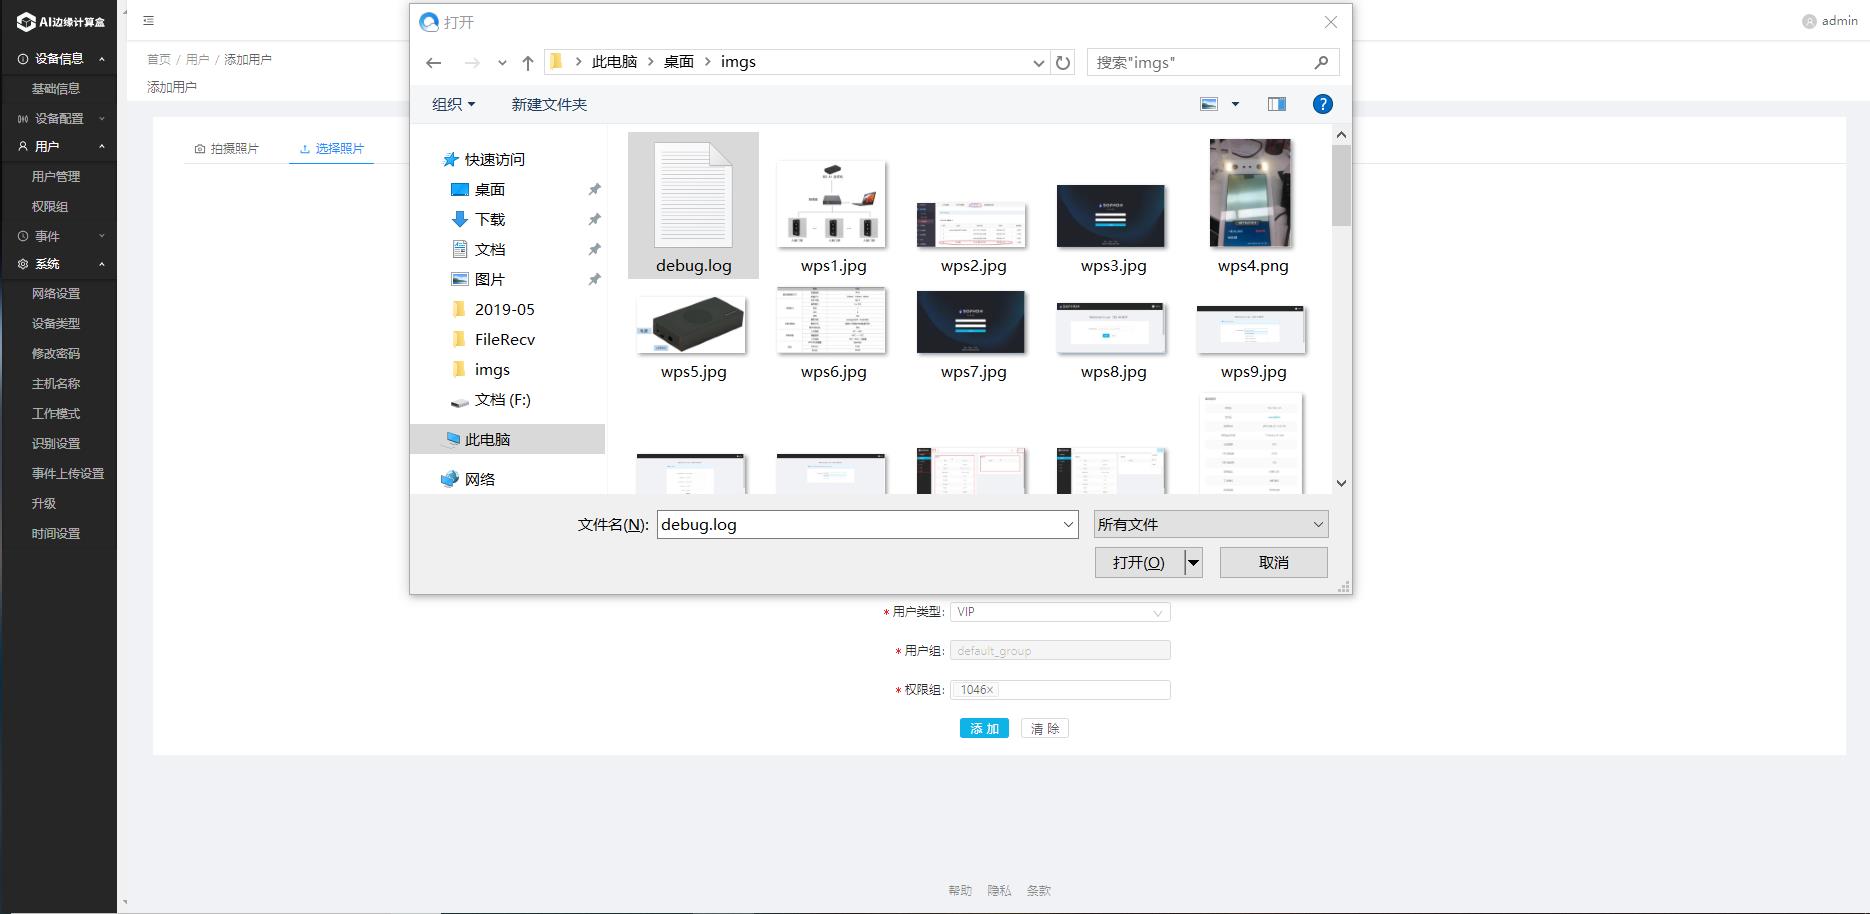 AI边缘计算盒
设备信息
基础信息
设备配置
用户
用户管理
权限组
事件
系统
网络设置
设备类型
修改密码
主机名称
工作模式
识别设置
事件上传设置
升级
时间设置
admin
首页 / 用户 / 添加用户
添加用户
拍摄照片
选择照片
打开
此电脑 > 桌面 > imgs
搜索"imgs"
组织
新建文件夹
快速访问
桌面
下载
文档
图片
2019-05
FileRecv
imgs
文档 (F:)
此电脑
网络
debug.log
wps1.jpg
wps2.jpg
wps3.jpg
wps4.png
wps5.jpg
wps6.jpg
wps7.jpg
wps8.jpg
wps9.jpg
文件名(N): debug.log
所有文件
打开(O)
取消
* 用户类型: VIP
* 用户组: default_group
* 权限组: 1046×
添 加
清 除
帮助 隐私 条款